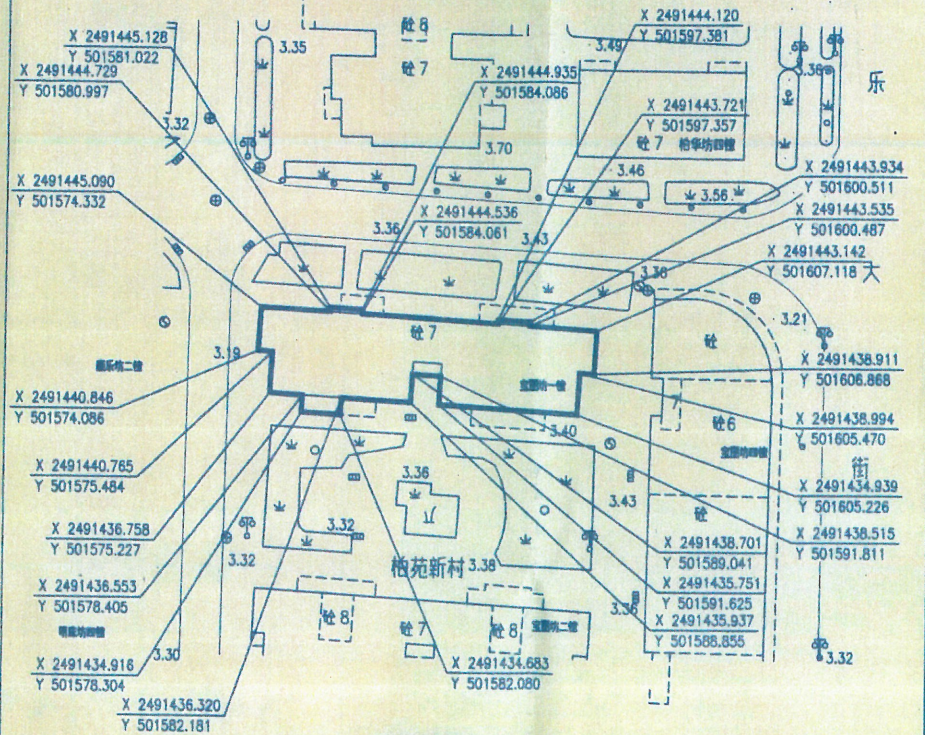 砼 8
X 2491444.120
Y 501597.381
X 2491445.128
Y 501581.022
3.35
3.49
砼 7
X 2491444.729
Y 501580.997
X 2491444.935
Y 501584.086
3.36
乐
X 2491443.721
Y 501597.357
3.32
砼 7 柏华坊四幢
3.70
3.46
X 2491443.934
Y 501600.511
X 2491445.090
Y 501574.332
3.56
X 2491444.536
Y 501584.061
X 2491443.535
Y 501600.487
3.36
3.43
X 2491443.142
Y 501607.118
大
3.38
3.21
砼 7
砼
3.19
X 2491438.911
Y 501606.868
X 2491440.846
Y 501574.086
7
X 2491438.994
Y 501605.470
砼 6
3.40
街
X 2491440.765
Y 501575.484
3.36
X 2491434.939
Y 501605.226
3.43
砼
X 2491436.758
Y 501575.227
3.32
X 2491438.515
Y 501591.811
X 2491438.701
Y 501589.041
3.32
柏苑新村
3.38
X 2491436.553
Y 501578.405
X 2491435.751
Y 501591.625
3.36
砼 8
砼 7
砼 8
X 2491435.937
Y 501588.855
3.30
X 2491434.916
Y 501578.304
X 2491434.683
Y 501582.080
3.32
X 2491436.320
Y 501582.181